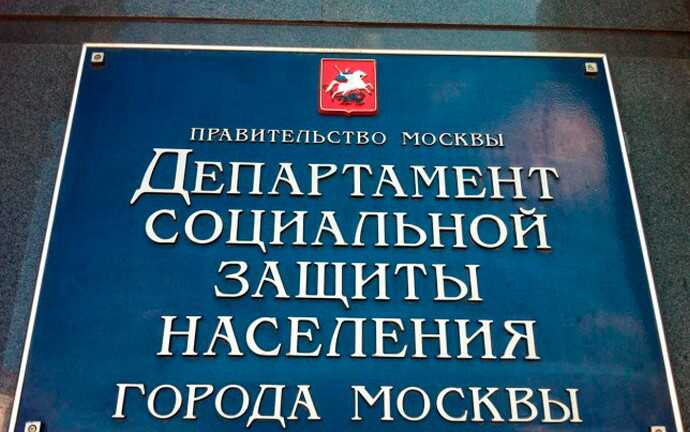 ПРАВИТЕЛЬСТВО МОСКВЫ
ДЕПАРТАМЕНТ
СОЦИАЛЬНОЙ
ЗАЩИТЫ
НАСЕЛЕНИЯ
ГОРОДА МОСКВЫ